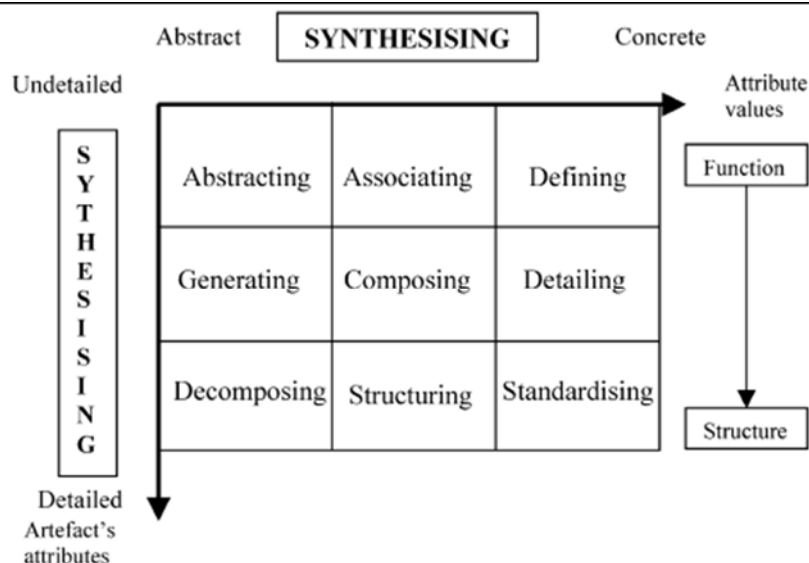 Abstract SYNTHESISING Concrete
Undetailed
Attribute
values
S
Y
T
H
E
S
I
S
I
N
G
Abstracting Associating Defining
Function
Generating Composing Detailing
Decomposing Structuring Standardising
Structure
Detailed
Artefact's
attributes